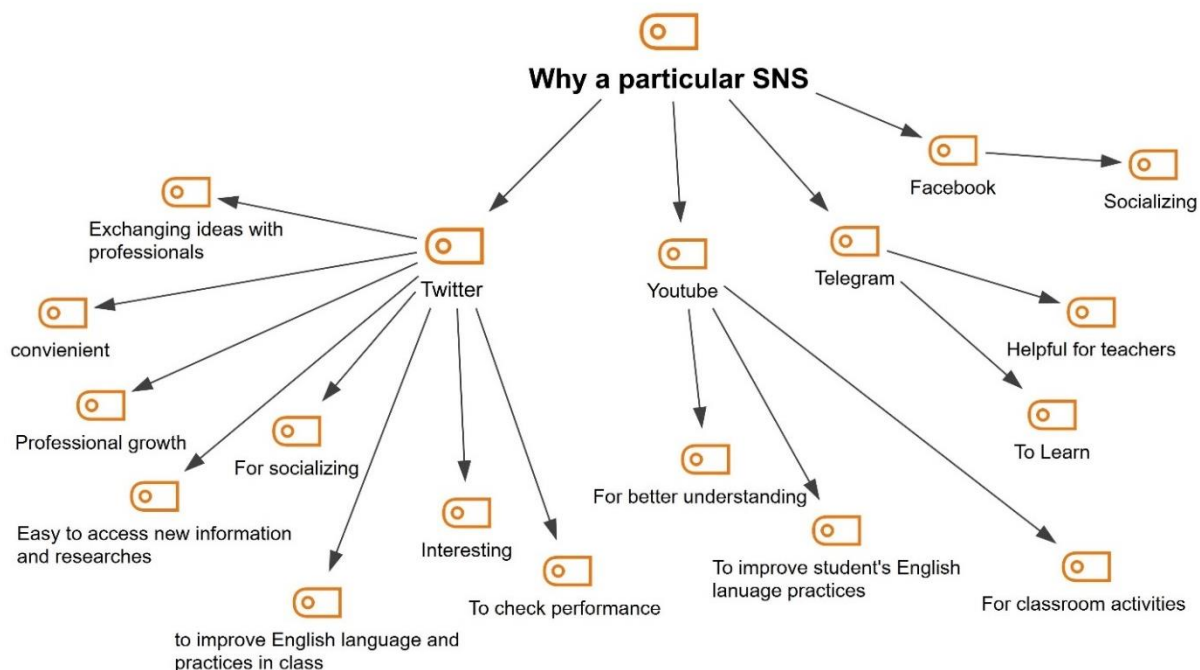 Why a particular SNS
Facebook
Socializing
Exchanging ideas with
professionals
Twitter
Youtube
Telegram
convienient
Helpful for teachers
Professional growth
For socializing
To Learn
For better understanding
Easy to access new information
and researches
Interesting
To improve student's English
lanuage practices
To check performance
For classroom activities
to improve English language and
practices in class